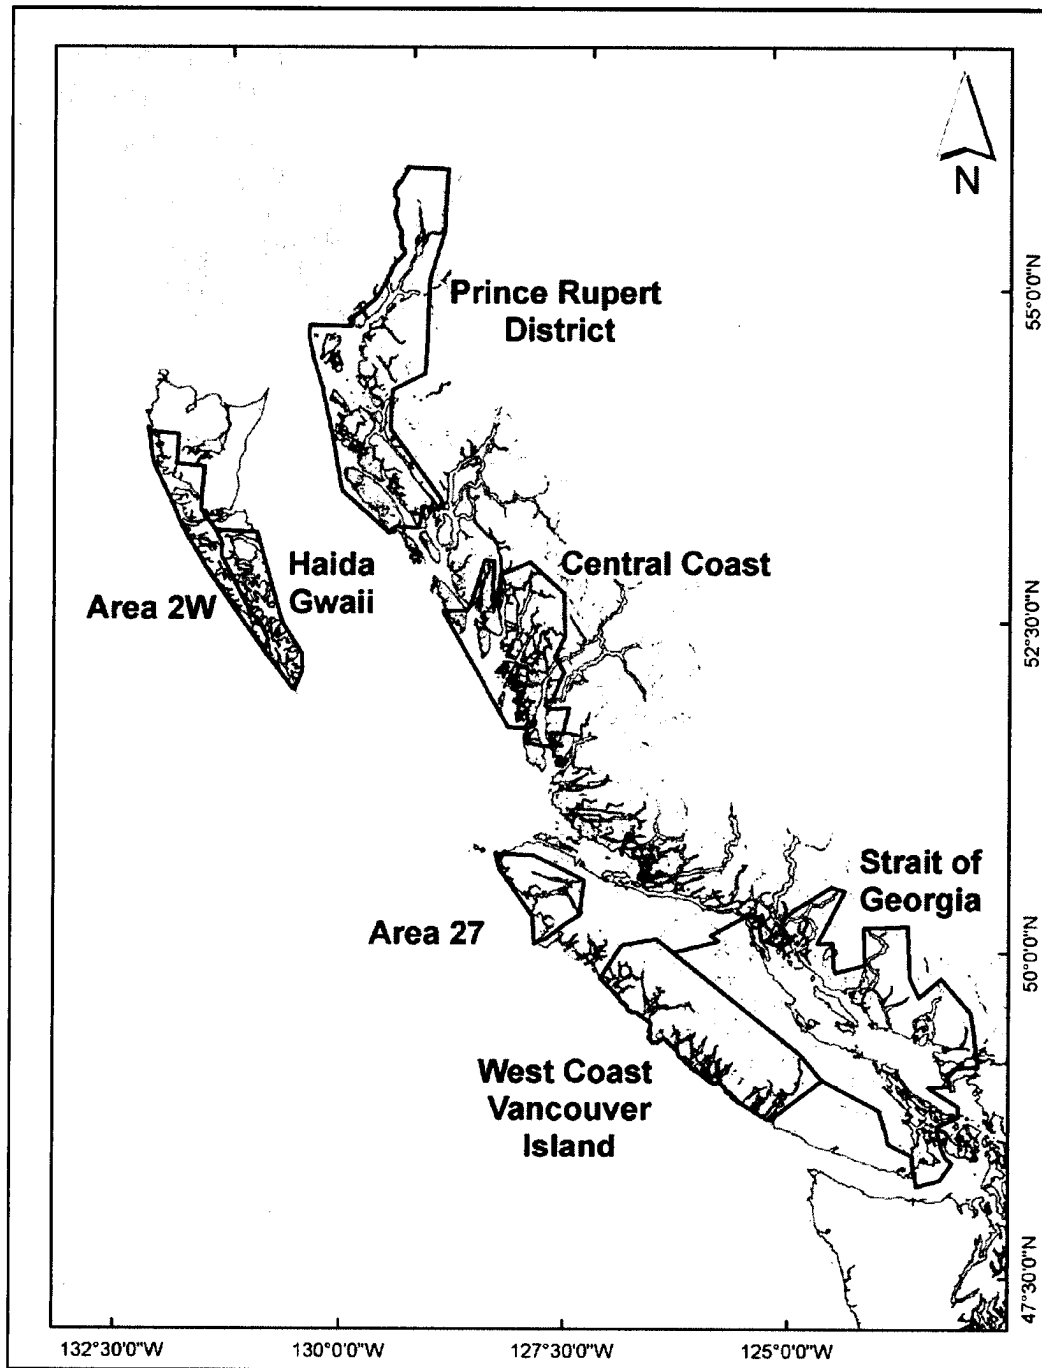 N
Prince Rupert
District
55°0'0"N
Haida
Gwaii
Area 2W
Central Coast
52°30'0"N
Strait of
Georgia
Area 27
50°0'0"N
West Coast
Vancouver
Island
47°30'0"N
132°30'0"W
130°0'0"W
127°30'0"W
125°0'0"W